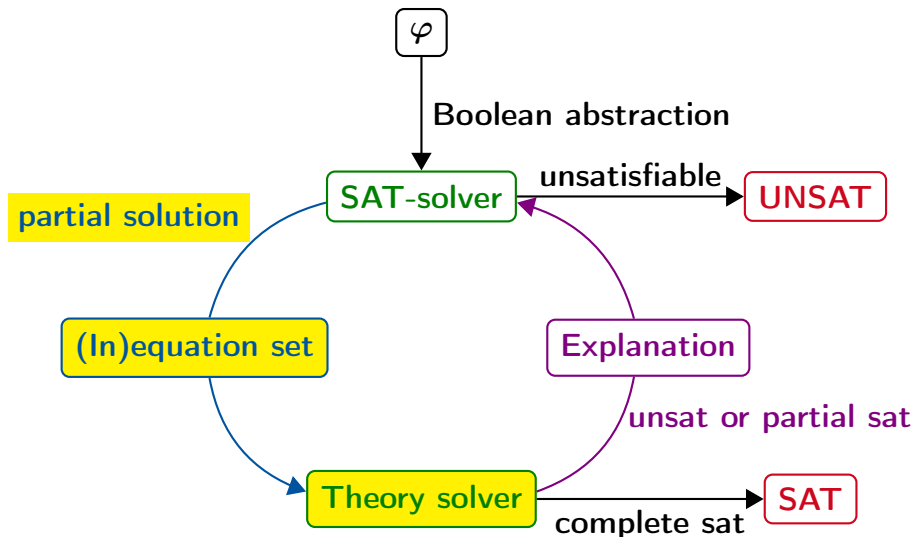 φ
Boolean abstraction
SAT-solver
unsatisfiable
UNSAT
partial solution
(In)equation set
Explanation
unsat or partial sat
Theory solver
complete sat
SAT